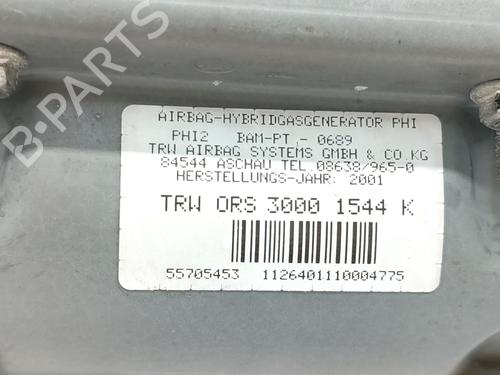 AIRBAG-HYBRIDGASGENERATOR PHI
PHI2 BAM-PT - 0689
TRW AIRBAG SYSTEMS GMBH & CO KG
84544 ASCHAU TEL 08638/965-0
HERSTELLUNGS-JAHR: 2001
TRW ORS 3000 1544 K
55705453 1126401110004775
B-PARTS